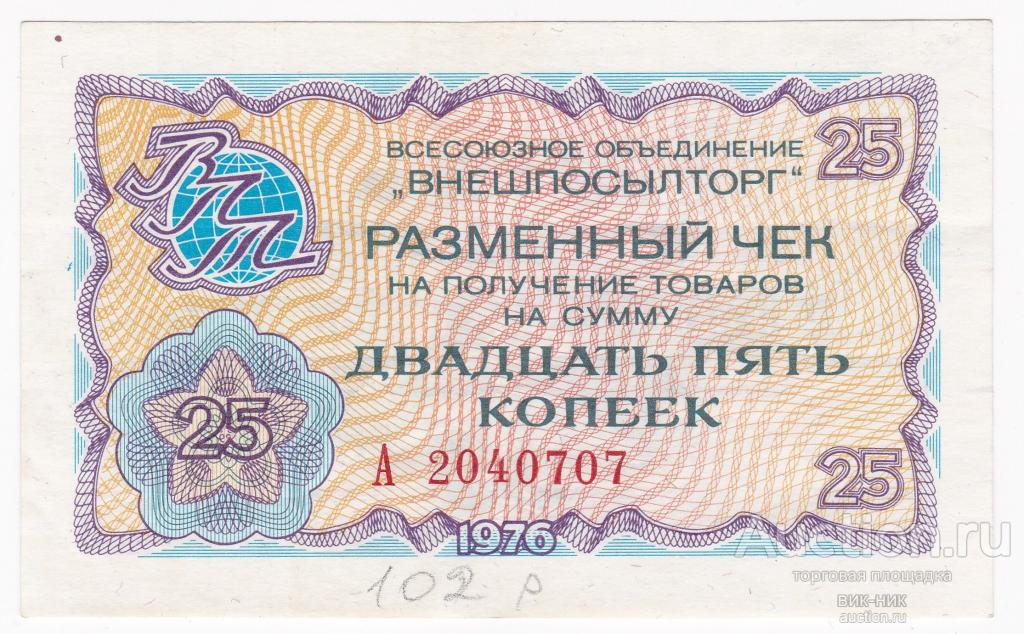 ВПТ
ВСЕСОЮЗНОЕ ОБЪЕДИНЕНИЕ
„ВНЕШПОСЫЛТОРГ“
25
РАЗМЕННЫЙ ЧЕК
НА ПОЛУЧЕНИЕ ТОВАРОВ
НА СУММУ
ДВАДЦАТЬ ПЯТЬ
КОПЕЕК
25
А 2040707
25
1976
102 р
Auction.ru
торговая площадка
ВИК-НИК
auction.ru